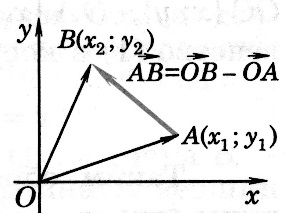 y
B(x₂; y₂)
AB=OB−OA
A(x₁; y₁)
O
x